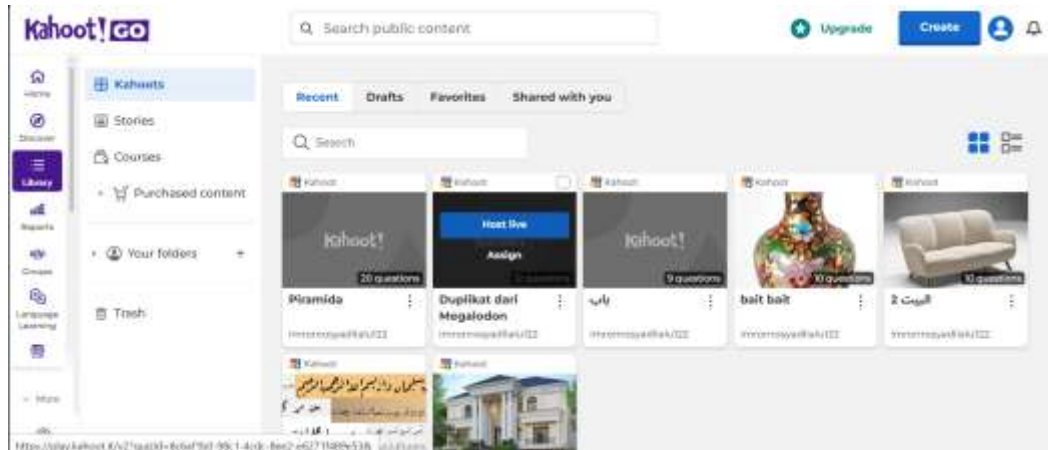 Kahoot! GO
Search public content
Upgrade
Create
Home
Discover
Library
Reports
Groups
Language Learning
More
Kahoots
Stories
Courses
Purchased content
Your folders +
Trash
Recent Drafts Favorites Shared with you
Search
Kahoot Kahoot Kahoot Kahoot Kahoot
Kahoot! Host live Kahoot!
Assign
20 questions 9 questions 10 questions 10 questions
Piramida Duplikat dari باب bait bait البيت 2
Megalodon
Kahoot Kahoot